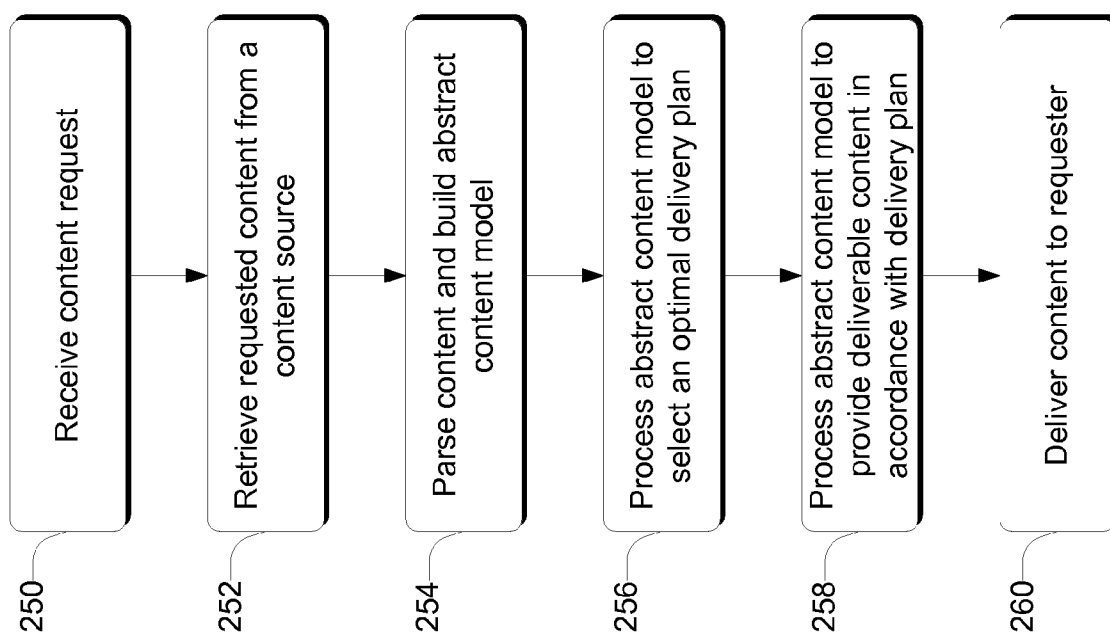 250
Receive content request
252
Retrieve requested content from a
content source
254
Parse content and build abstract
content model
256
Process abstract content model to
select an optimal delivery plan
258
Process abstract content model to
provide deliverable content in
accordance with delivery plan
260
Deliver content to requester